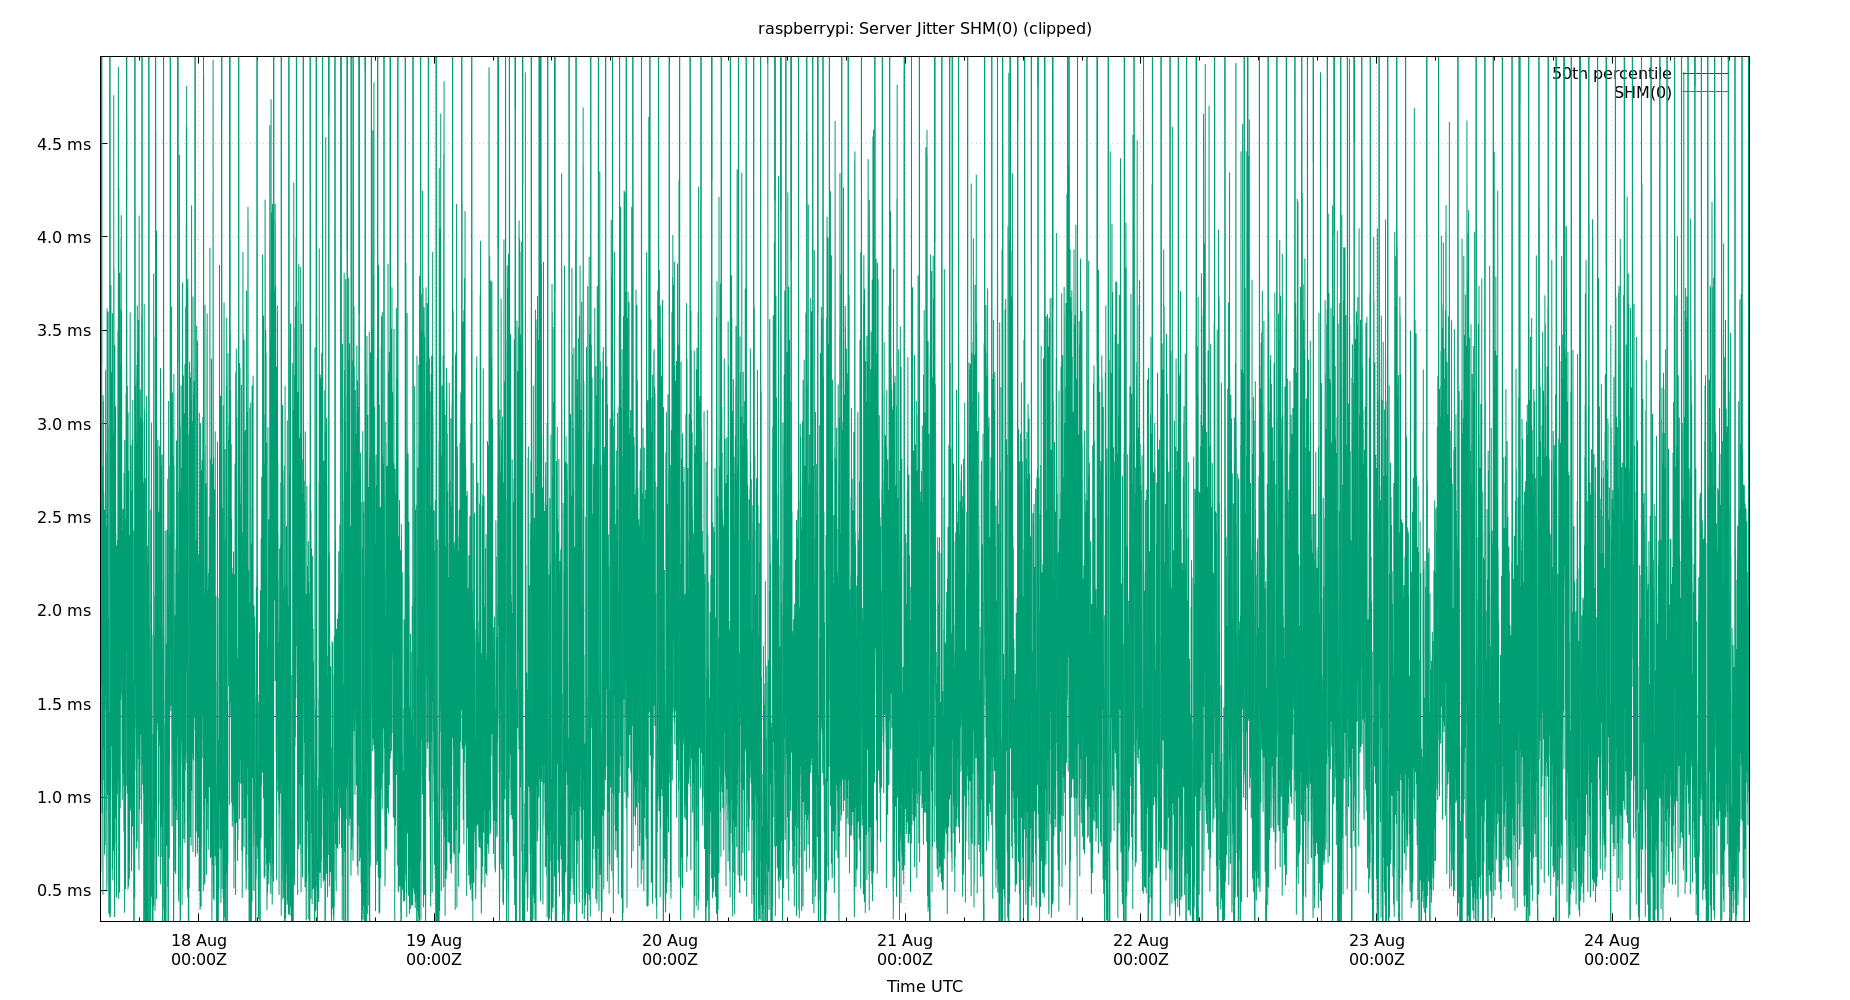 raspberrypi: Server Jitter SHM(0) (clipped)
50th percentile
SHM(0)
4.5 ms
4.0 ms
3.5 ms
3.0 ms
2.5 ms
2.0 ms
1.5 ms
1.0 ms
0.5 ms
18 Aug 19 Aug 20 Aug 21 Aug 22 Aug 23 Aug 24 Aug
00:00Z 00:00Z 00:00Z 00:00Z 00:00Z 00:00Z 00:00Z
Time UTC